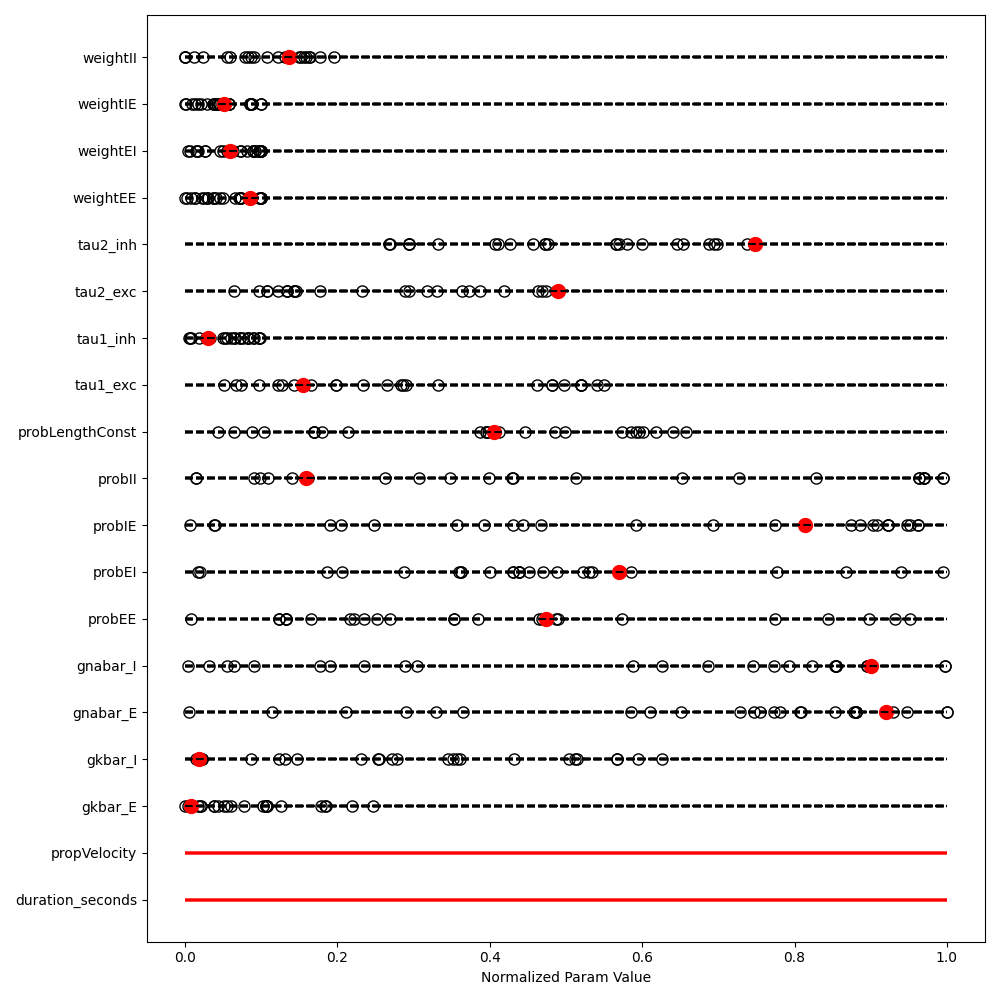 weightII
weightIE
weightEI
weightEE
tau2_inh
tau2_exc
tau1_inh
tau1_exc
probLengthConst
probII
probIE
probEI
probEE
gnabar_I
gnabar_E
gkbar_I
gkbar_E
propVelocity
duration_seconds
0.0 0.2 0.4 0.6 0.8 1.0
Normalized Param Value